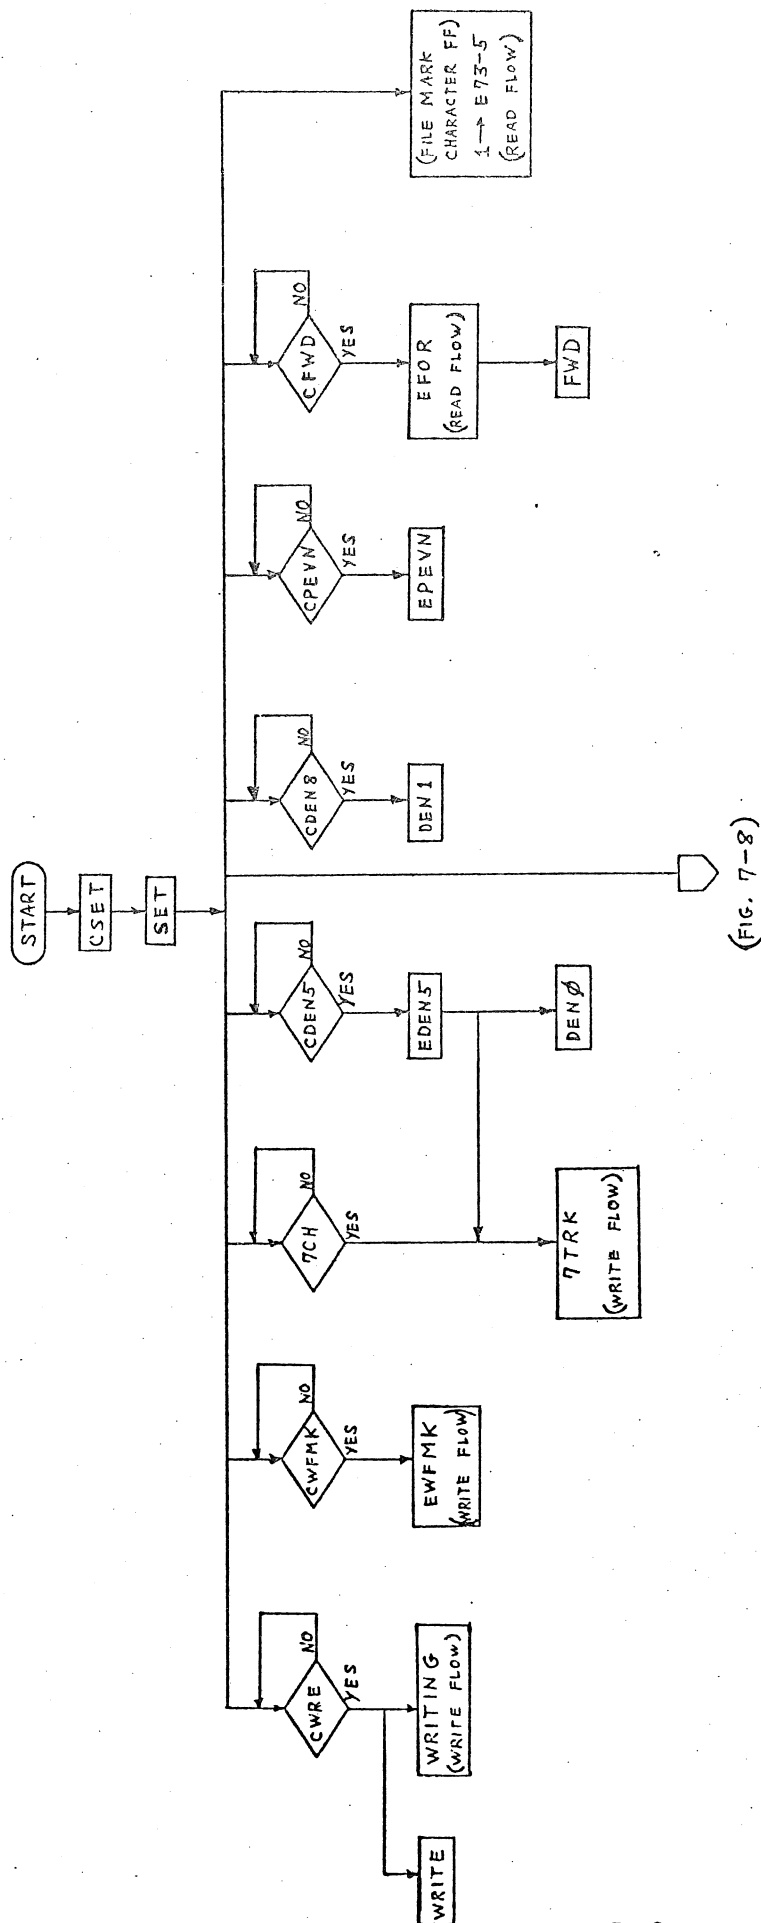 START
CSET
SET
CWRE
NO
YES
WRITE
WRITING
(WRITE FLOW)
CWFMK
NO
YES
EWFMK
(WRITE FLOW)
7CH
NO
YES
7TRK
(WRITE FLOW)
CDEN5
NO
YES
EDEN5
DENØ
(FIG. 7-8)
CDEN8
NO
YES
DEN1
CPEVN
NO
YES
EPEVN
CFWD
NO
YES
EFOR
(READ FLOW)
FWD
(FILE MARK
CHARACTER FF)
1→E73-5
(READ FLOW)